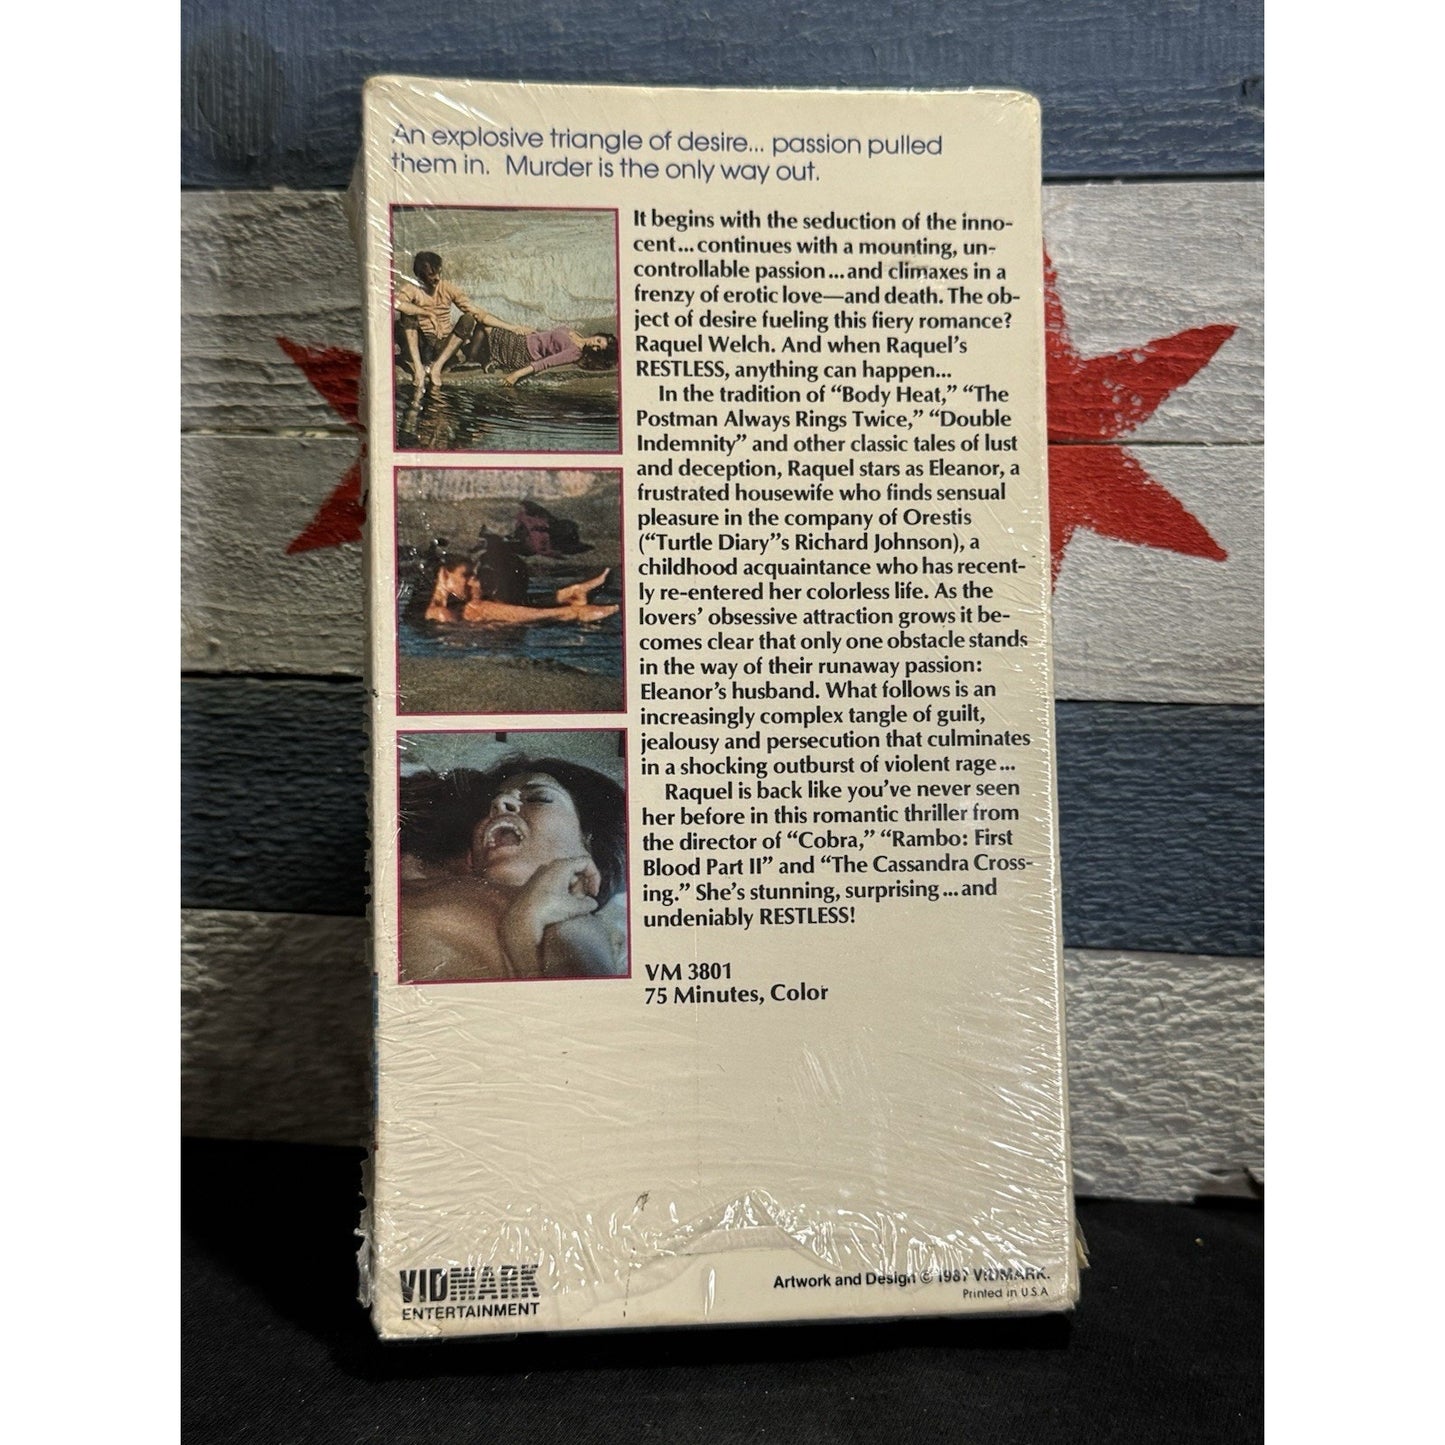 An explosive triangle of desire... passion pulled
them in. Murder is the only way out.
It begins with the seduction of the inno-
cent...continues with a mounting, un-
controllable passion...and climaxes in a
frenzy of erotic love—and death. The ob-
ject of desire fueling this fiery romance?
Raquel Welch. And when Raquel's
RESTLESS, anything can happen...
In the tradition of "Body Heat," "The
Postman Always Rings Twice," "Double
Indemnity" and other classic tales of lust
and deception, Raquel stars as Eleanor, a
frustrated housewife who finds sensual
pleasure in the company of Orestis
("Turtle Diary"s Richard Johnson), a
childhood acquaintance who has recent-
ly re-entered her colorless life. As the
lovers' obsessive attraction grows it be-
comes clear that only one obstacle stands
in the way of their runaway passion:
Eleanor's husband. What follows is an
increasingly complex tangle of guilt,
jealousy and persecution that culminates
in a shocking outburst of violent rage...
Raquel is back like you've never seen
her before in this romantic thriller from
the director of "Cobra," "Rambo: First
Blood Part II" and "The Cassandra Cross-
ing." She's stunning, surprising...and
undeniably RESTLESS!
VM 3801
75 Minutes, Color
VIDMARK
ENTERTAINMENT
Artwork and Design © 1987 VIDMARK.
Printed in U.S.A